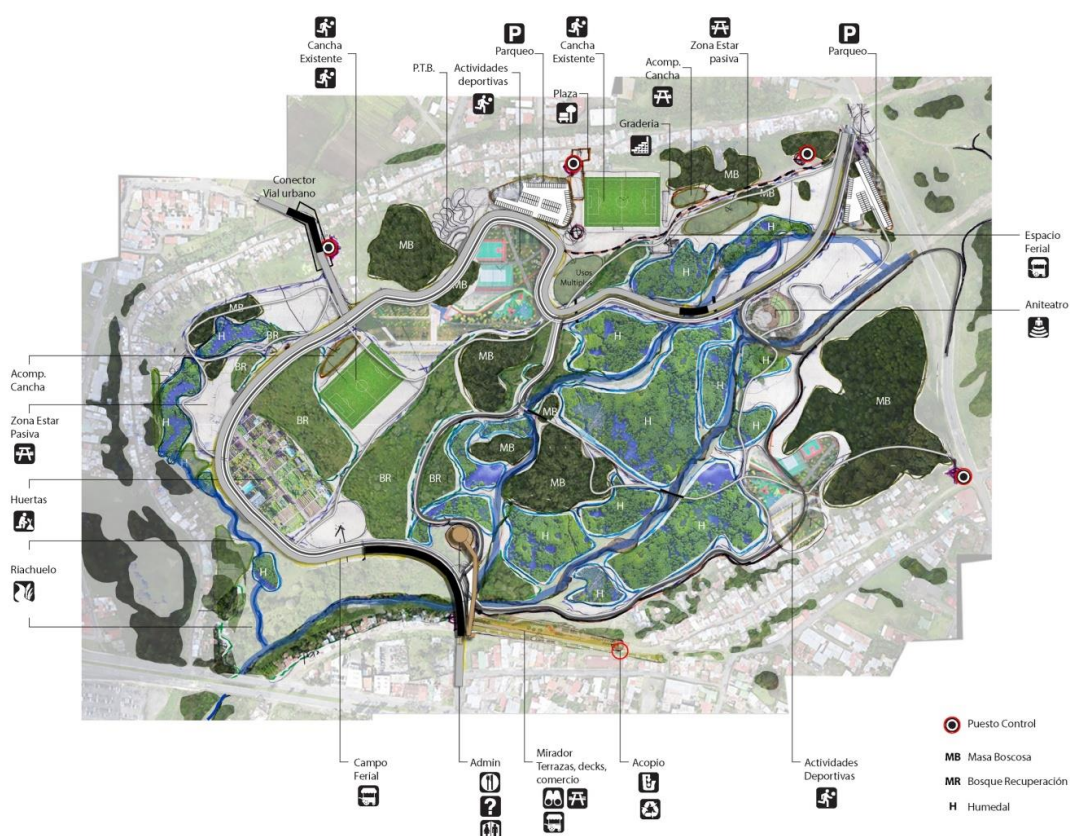 Cancha
Existente
P
Parqueo
P.T.B.
Actividades
deportivas
Cancha
Existente
Plaza
Graderia
Acomp.
Cancha
Zona Estar
pasiva
P
Parqueo
Conector
Vial urbano
Espacio
Ferial
Aniteatro
Acomp.
Cancha
Zona Estar
Pasiva
Huertas
Riachuelo
MB
MB
MB
MB
H
H
Usos
Multiples
MB
H
BR
BR
H
MB
H
H
H
MB
BR
MB
H
H
MB
BR
BR
MB
H
H
H
H
H
Campo
Ferial
Admin
?
Mirador
Terrazas, decks,
comercio
Acopio
Actividades
Deportivas
Puesto Control
MB Masa Boscosa
MR Bosque Recuperación
H Humedal